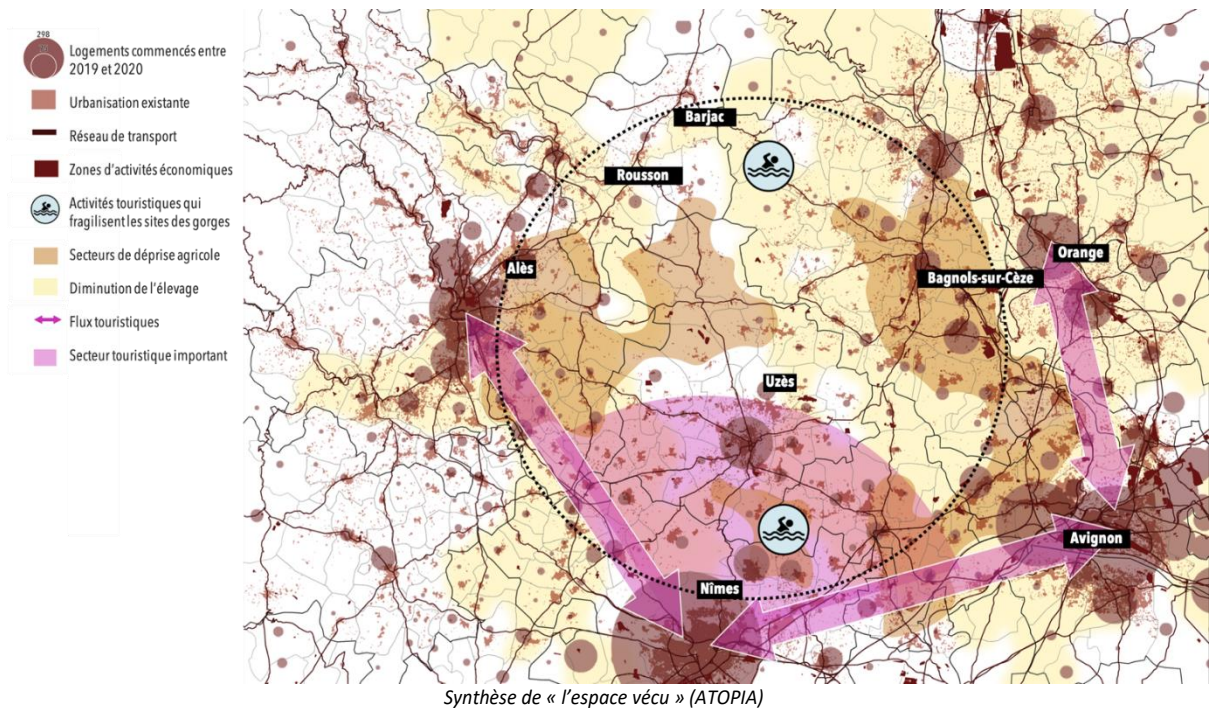 298
Logements commencés entre
2019 et 2020
Urbanisation existante
Réseau de transport
Zones d'activités économiques
Activités touristiques qui
fragilisent les sites des gorges
Secteurs de déprise agricole
Diminution de l'élevage
Flux touristiques
Secteur touristique important
Barjac
Rousson
Alès
Orange
Bagnols-sur-Cèze
Uzès
Avignon
Nîmes
Synthèse de « l'espace vécu » (ATOPIA)